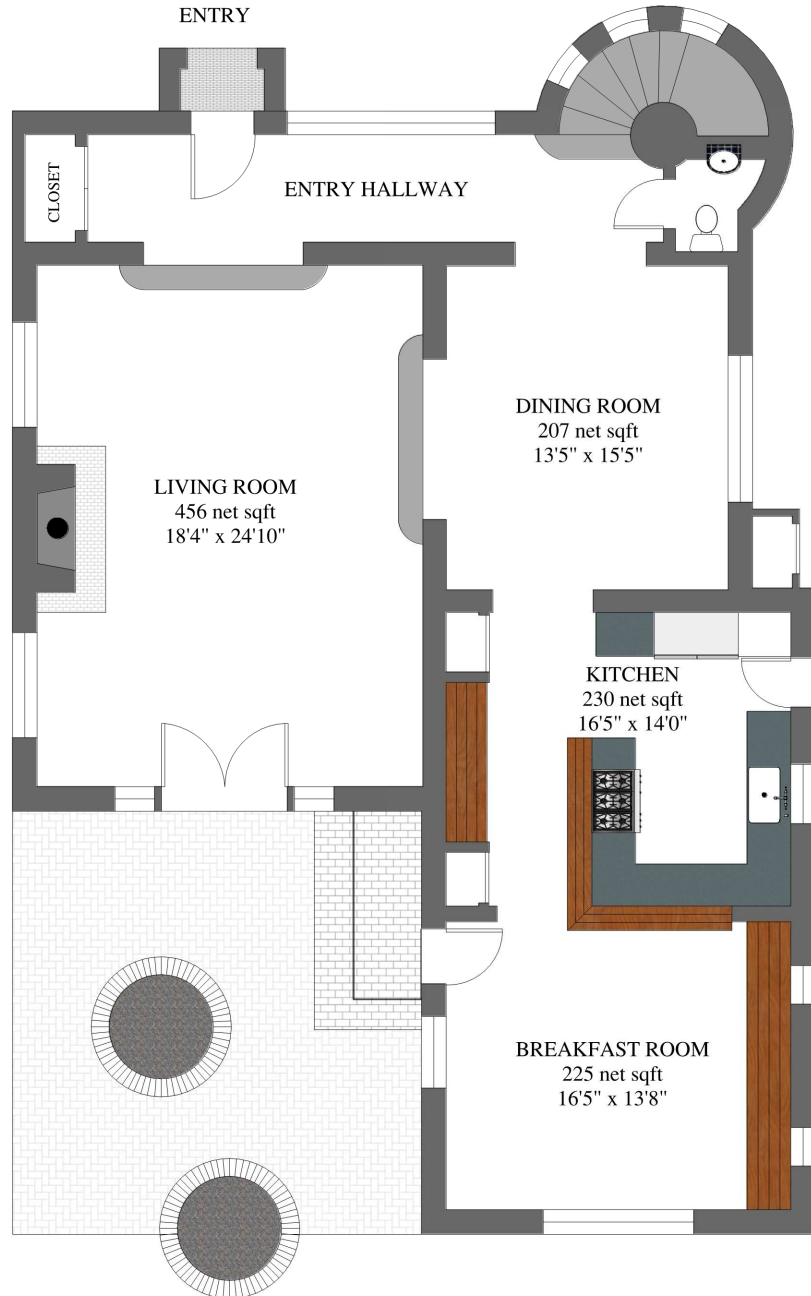 ENTRY
CLOSET
ENTRY HALLWAY
DINING ROOM
207 net sqft
13'5" x 15'5"
LIVING ROOM
456 net sqft
18'4" x 24'10"
KITCHEN
230 net sqft
16'5" x 14'0"
BREAKFAST ROOM
225 net sqft
16'5" x 13'8"